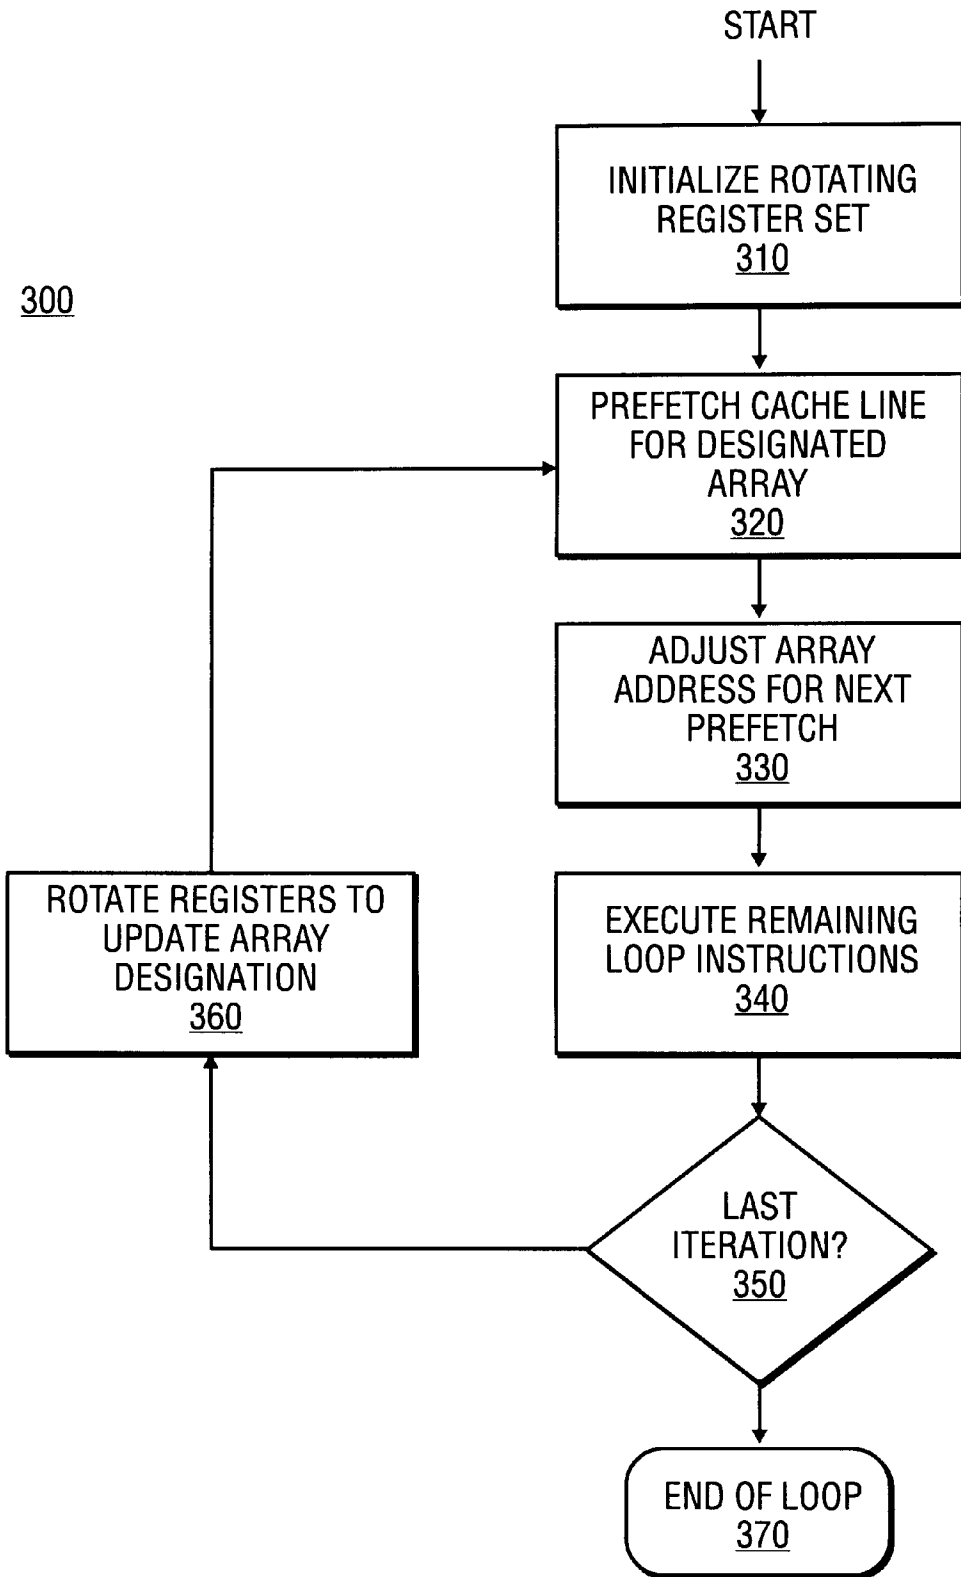 START
INITIALIZE ROTATING
REGISTER SET
310
300
PREFETCH CACHE LINE
FOR DESIGNATED
ARRAY
320
ADJUST ARRAY
ADDRESS FOR NEXT
PREFETCH
330
ROTATE REGISTERS TO
UPDATE ARRAY
DESIGNATION
360
EXECUTE REMAINING
LOOP INSTRUCTIONS
340
LAST
ITERATION?
350
END OF LOOP
370